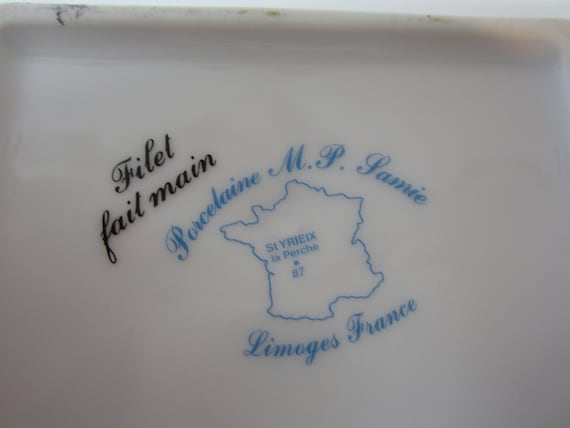 Filet
fait main
Porcelaine M.P. Samie
St YRIEIX
la Perche
87
Limoges France